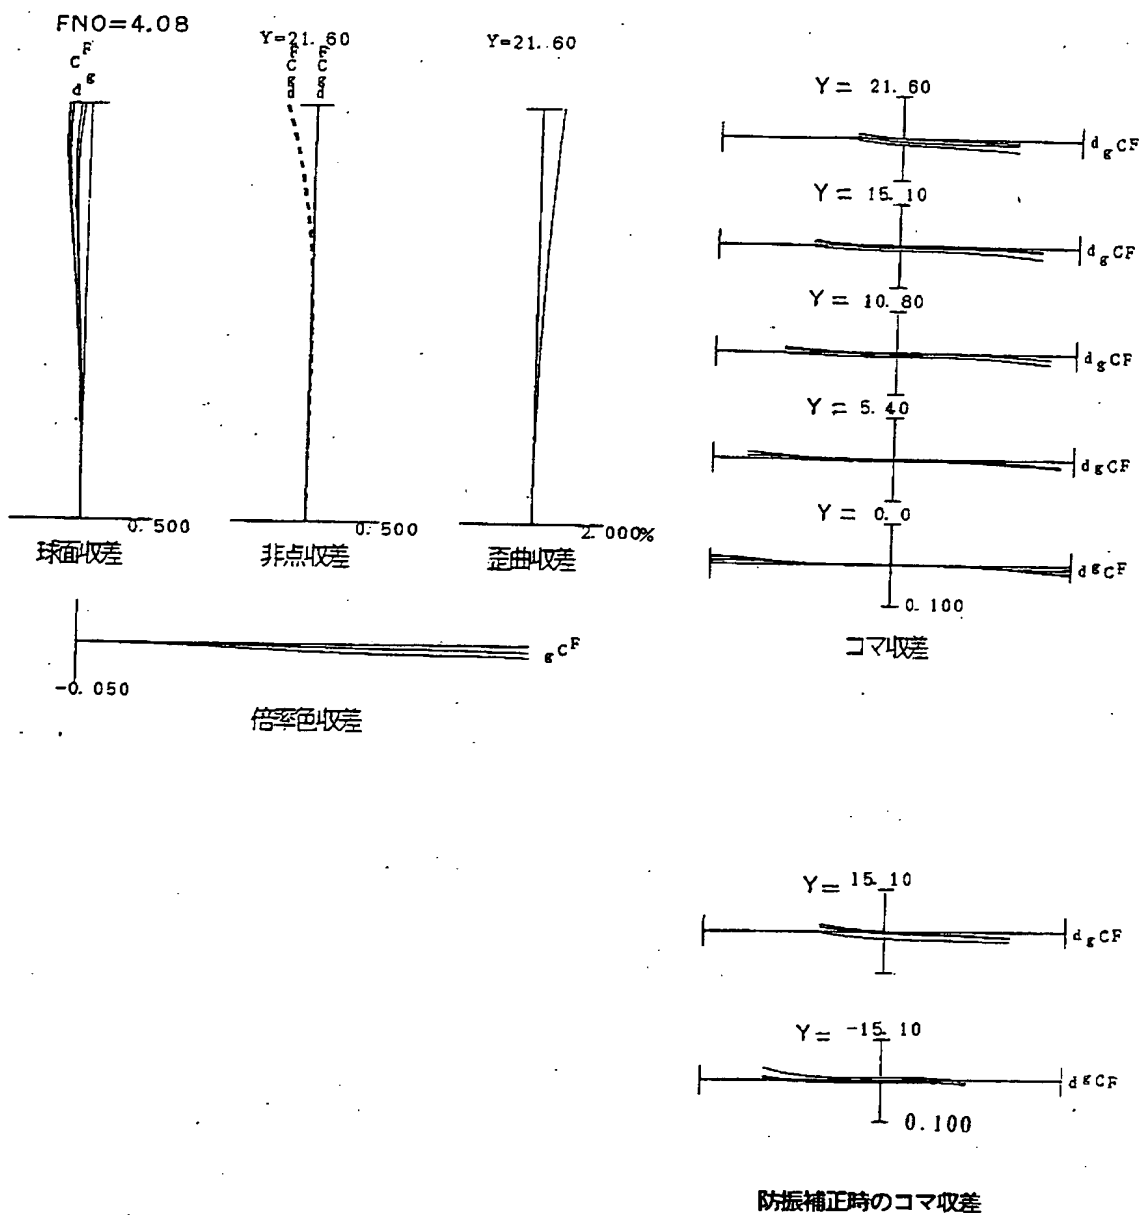 FNO=4.08
C F
d g
Y=21.60
F C g d
F C g d
Y=21.60
0.500
球面収差
0.500
非点収差
2.000%
歪曲収差
-0.050
g C F
倍率色収差
Y= 21.60
d g C F
Y= 15.10
d g C F
Y= 10.80
d g C F
Y= 5.40
d g C F
Y= 0.0
d g C F
0.100
コマ収差
Y= 15.10
d g C F
Y= -15.10
d g C F
0.100
防振補正時のコマ収差